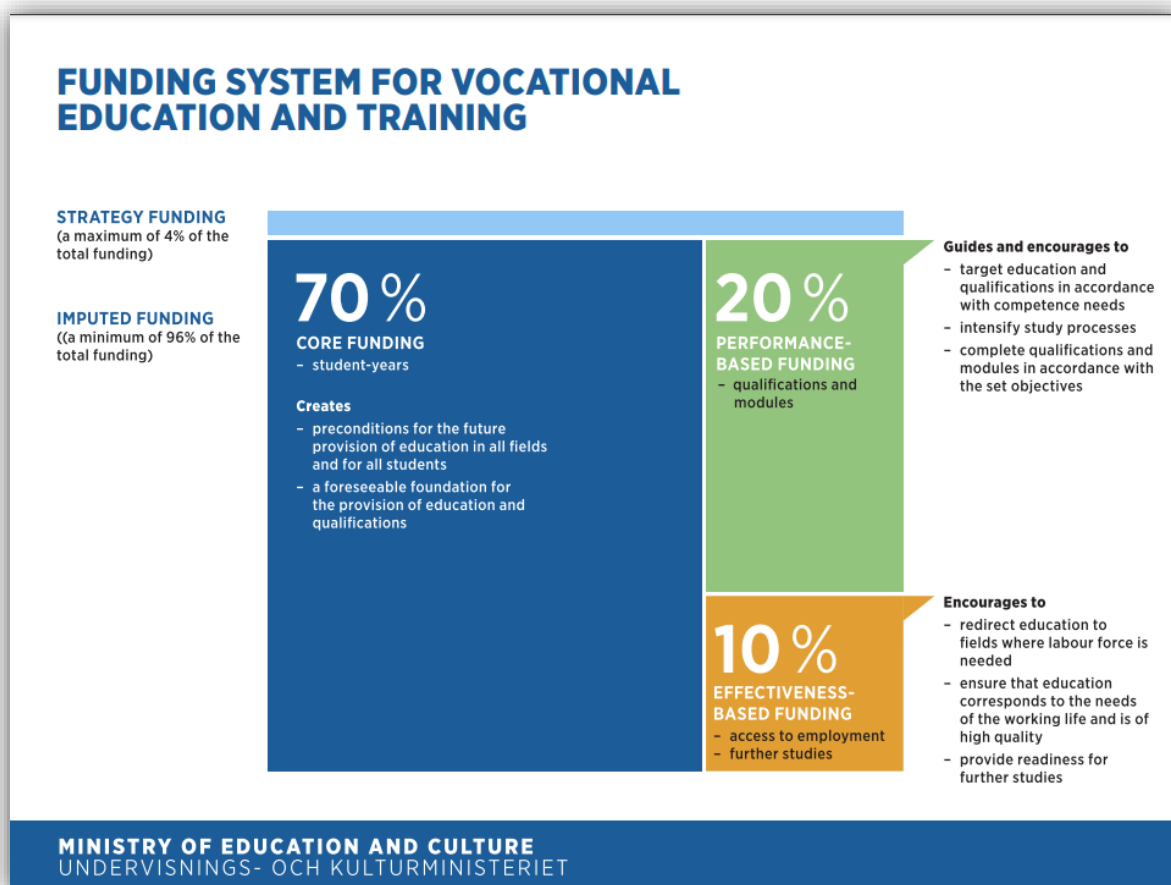 FUNDING SYSTEM FOR VOCATIONAL
EDUCATION AND TRAINING
STRATEGY FUNDING
(a maximum of 4% of the
total funding)
IMPUTED FUNDING
((a minimum of 96% of the
total funding)
70 %
CORE FUNDING
– student-years
Creates
– preconditions for the future
provision of education in all fields
and for all students
– a foreseeable foundation for
the provision of education and
qualifications
20 %
PERFORMANCE-
BASED FUNDING
– qualifications and
modules
Guides and encourages to
– target education and
qualifications in accordance
with competence needs
– intensify study processes
– complete qualifications and
modules in accordance with
the set objectives
10 %
EFFECTIVENESS-
BASED FUNDING
– access to employment
– further studies
Encourages to
– redirect education to
fields where labour force is
needed
– ensure that education
corresponds to the needs
of the working life and is of
high quality
– provide readiness for
further studies
MINISTRY OF EDUCATION AND CULTURE
UNDERVISNINGS- OCH KULTURMINISTERIET